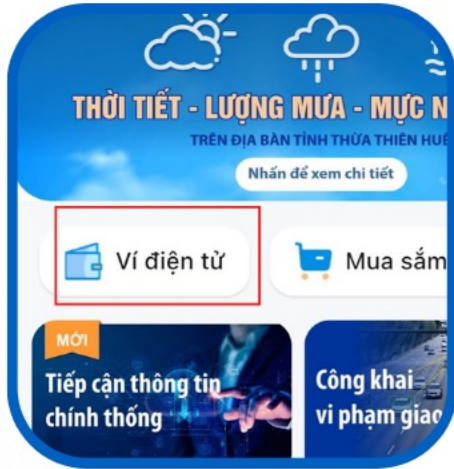 THỜI TIẾT - LƯỢNG MƯA - MỰC N
TRÊN ĐỊA BÀN TỈNH THỪA THIÊN HUẾ
Nhấn để xem chi tiết
Ví điện tử
Mua sắm
MỚI
Tiếp cận thông tin
chính thống
Công khai
vi phạm giao